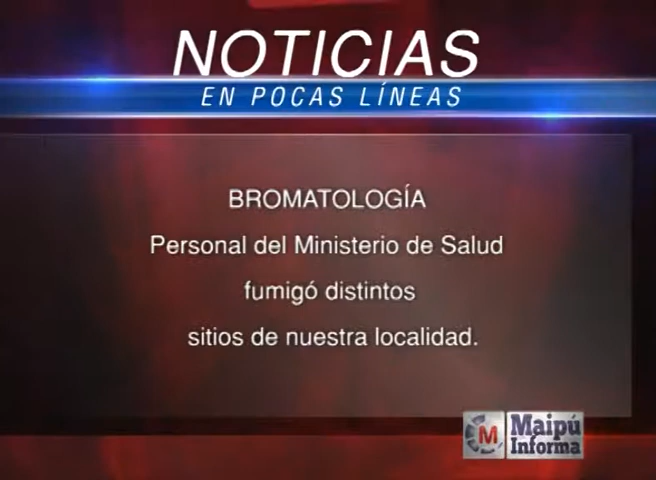 NOTICIAS
EN POCAS LÍNEAS
BROMATOLOGÍA
Personal del Ministerio de Salud
fumigó distintos
sitios de nuestra localidad.
M
Maipú
Informa